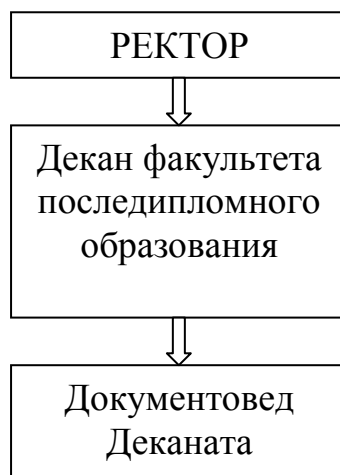 РЕКТОР
Декан факультета
последипломного
образования
Документовед
Деканата